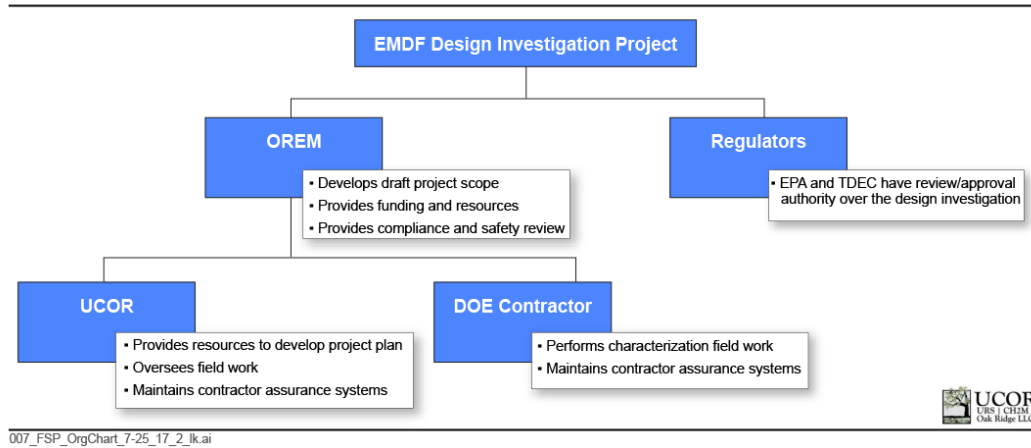 EMDF Design Investigation Project
OREM
Regulators
▪ Develops draft project scope
▪ Provides funding and resources
▪ Provides compliance and safety review
▪ EPA and TDEC have review/approval
authority over the design investigation
UCOR
DOE Contractor
▪ Provides resources to develop project plan
▪ Oversees field work
▪ Maintains contractor assurance systems
▪ Performs characterization field work
▪ Maintains contractor assurance systems
UCOR
URS | CH2M
Oak Ridge LLC
007_FSP_OrgChart_7-25_17_2_lk.ai